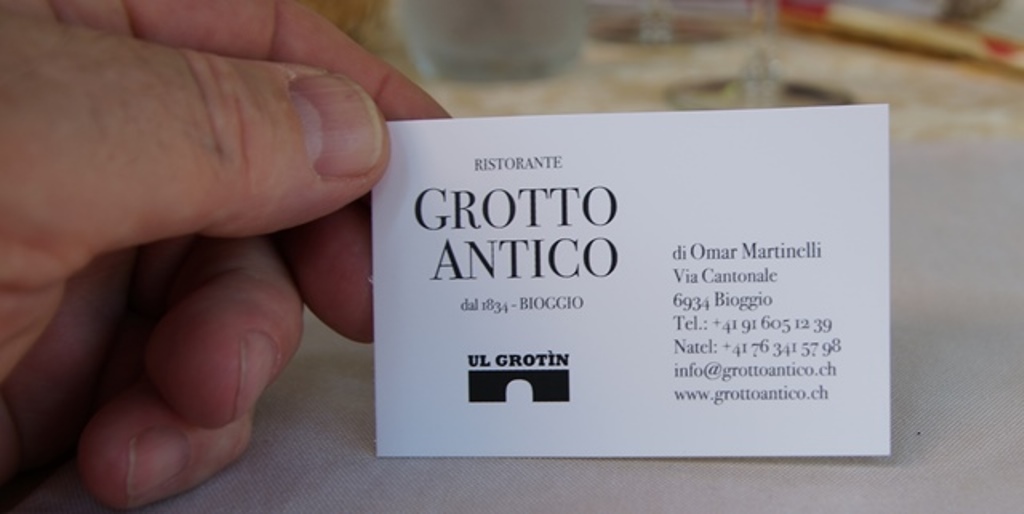 RISTORANTE
GROTTO
ANTICO
dal 1834 - BIOGGIO
UL GROTÌN
di Omar Martinelli
Via Cantonale
6934 Bioggio
Tel.: +41 91 605 12 39
Natel: +41 76 341 57 98
info@grottoantico.ch
www.grottoantico.ch